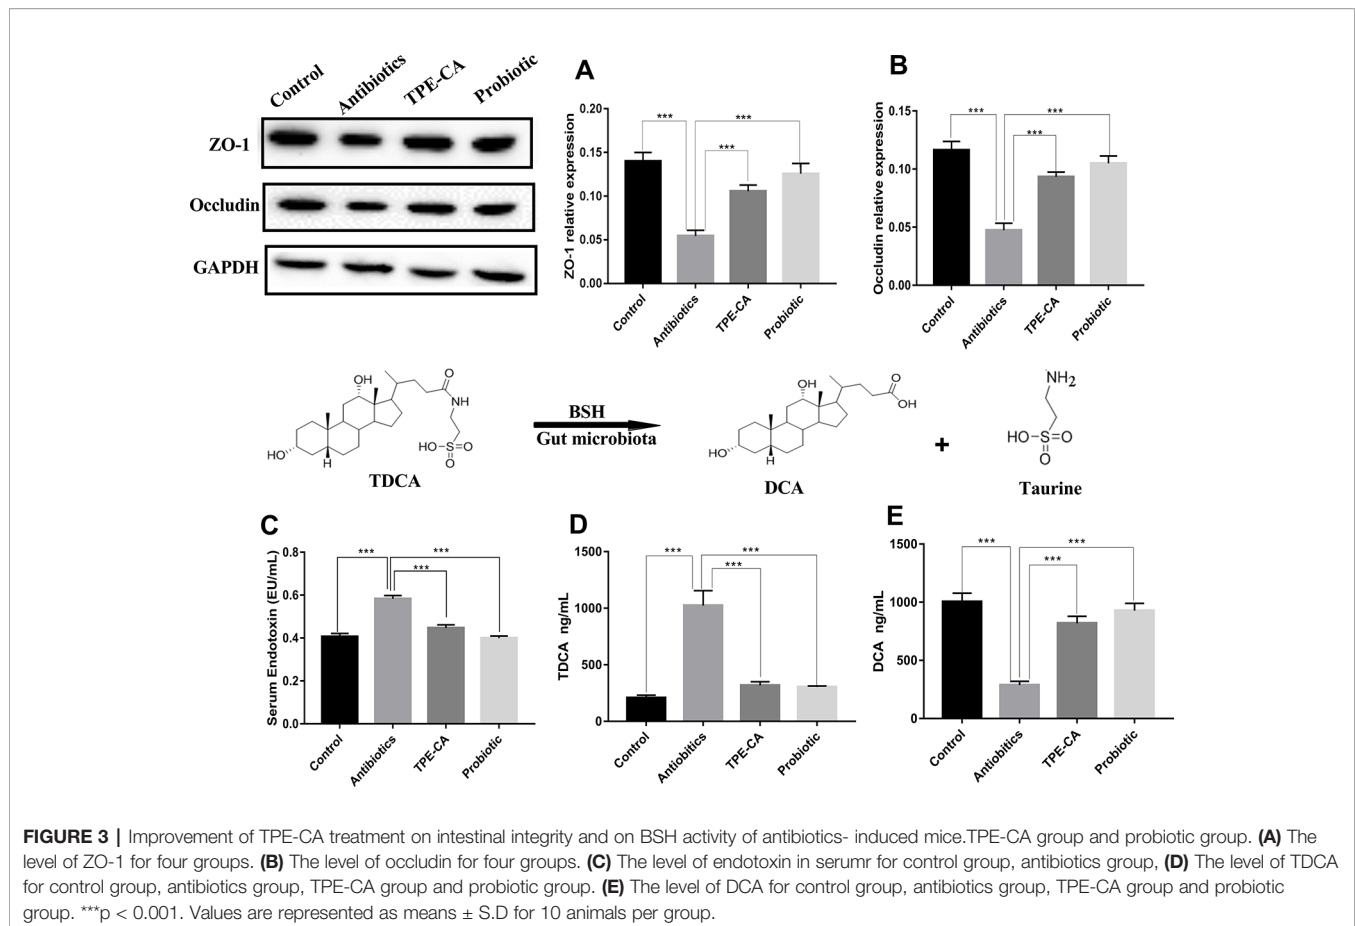 Control Antibiotics TPE-CA Probiotic
ZO-1
Occludin
GAPDH
A
ZO-1 relative expression
0.20
0.15
0.10
0.05
0.00
*** ***
***
Control Antibiotics TPE-CA Probiotic
B
Occludin relative expression
0.15
0.10
0.05
0.00
*** ***
***
Control Antibiotics TPE-CA Probiotic
OH
O
NH
HO
S
O
O
HO
H
TDCA
BSH
Gut microbiota
OH
O
OH
HO
H
DCA
+
NH2
HO
S
O
O
Taurine
C
Serum Endotoxin (EU/mL)
0.8
0.6
0.4
0.2
0.0
*** ***
***
Control Antibiotics TPE-CA Probiotic
D
TDCA ng/mL
1500
1000
500
0
*** ***
***
Control Antiobitics TPE-CA Probiotic
E
DCA ng/mL
1500
1000
500
0
*** ***
***
Control Antiobitics TPE-CA Probiotic
FIGURE 3 | Improvement of TPE-CA treatment on intestinal integrity and on BSH activity of antibiotics- induced mice.TPE-CA group and probiotic group. (A) The
level of ZO-1 for four groups. (B) The level of occludin for four groups. (C) The level of endotoxin in serumr for control group, antibiotics group, (D) The level of TDCA
for control group, antibiotics group, TPE-CA group and probiotic group. (E) The level of DCA for control group, antibiotics group, TPE-CA group and probiotic
group. ***p < 0.001. Values are represented as means ± S.D for 10 animals per group.